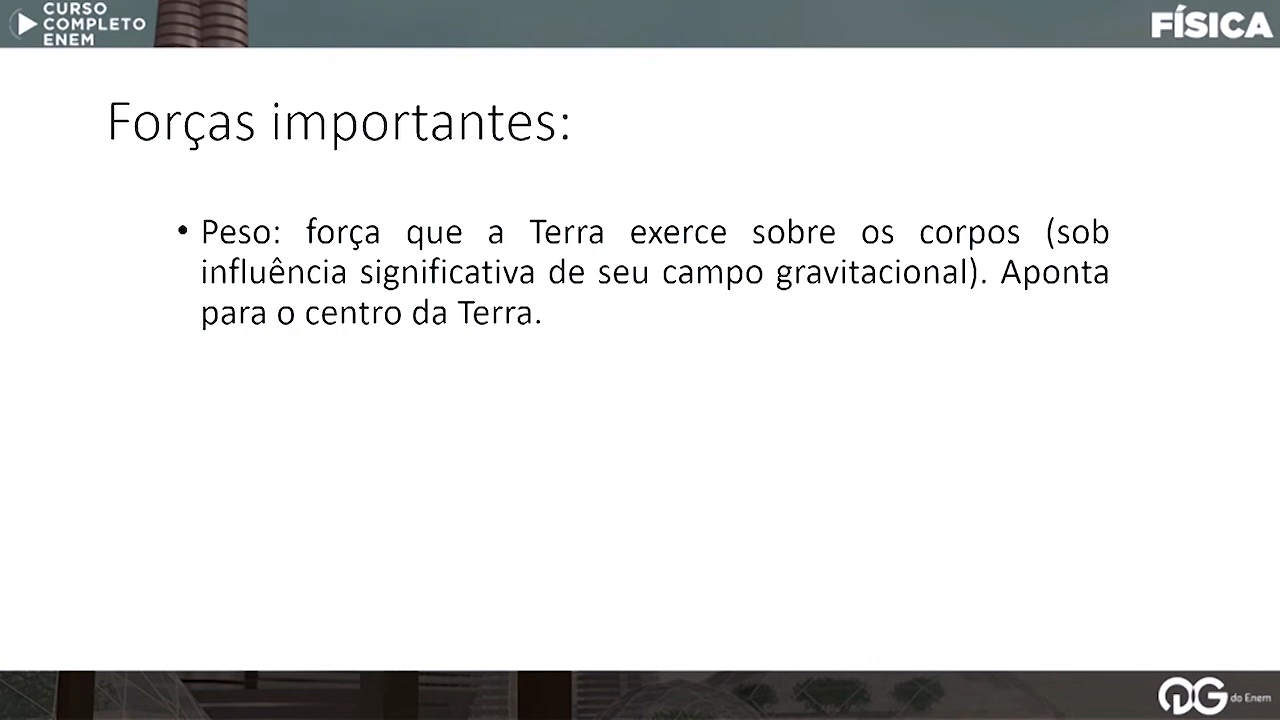 CURSO
COMPLETO
ENEM
FÍSICA
Forças importantes:
• Peso: força que a Terra exerce sobre os corpos (sob
influência significativa de seu campo gravitacional). Aponta
para o centro da Terra.
QG do Enem